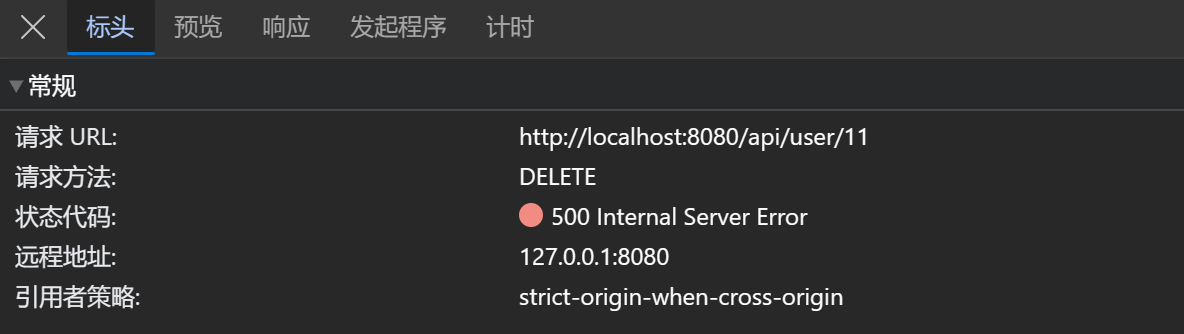 标头 预览 响应 发起程序 计时
常规
请求 URL: http://localhost:8080/api/user/11
请求方法: DELETE
状态代码: 500 Internal Server Error
远程地址: 127.0.0.1:8080
引用者策略: strict-origin-when-cross-origin